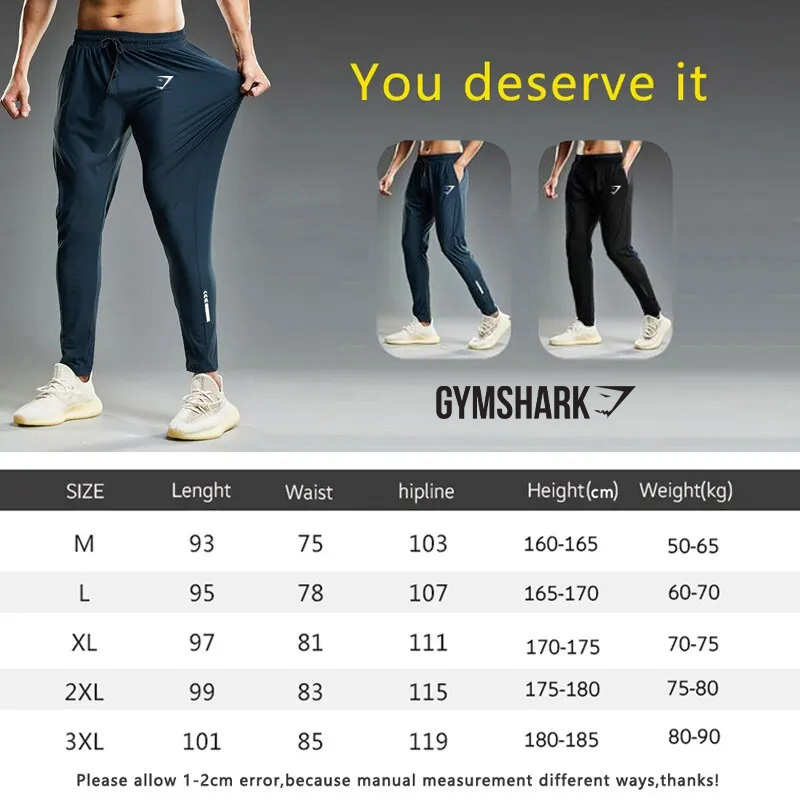 You deserve it
GYMSHARK
SIZE Lenght Waist hipline Height(cm) Weight(kg)
M 93 75 103 160-165 50-65
L 95 78 107 165-170 60-70
XL 97 81 111 170-175 70-75
2XL 99 83 115 175-180 75-80
3XL 101 85 119 180-185 80-90
Please allow 1-2cm error,because manual measurement different ways,thanks!